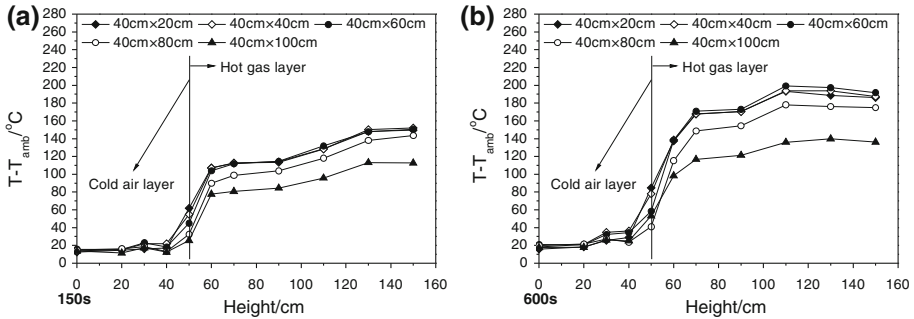 (a)
◆ 40cm×20cm ◇ 40cm×40cm ● 40cm×60cm
○ 40cm×80cm ▲ 40cm×100cm
Hot gas layer
Cold air layer
T-Tamb/°C
280
260
240
220
200
180
160
140
120
100
80
60
40
20
0
0 20 40 60 80 100 120 140 160
150s
Height/cm
(b)
◆ 40cm×20cm ◇ 40cm×40cm ● 40cm×60cm
○ 40cm×80cm ▲ 40cm×100cm
Hot gas layer
Cold air layer
T-Tamb/°C
280
260
240
220
200
180
160
140
120
100
80
60
40
20
0
0 20 40 60 80 100 120 140 160
600s
Height/cm